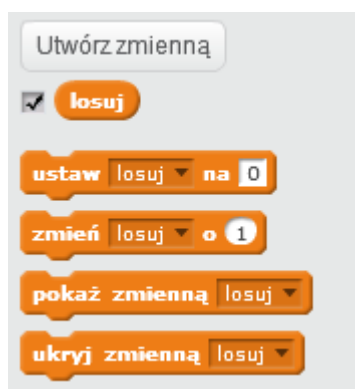 Utwórz zmienną
losuj
ustaw losuj na 0
zmień losuj o 1
pokaż zmienną losuj
ukryj zmienną losuj